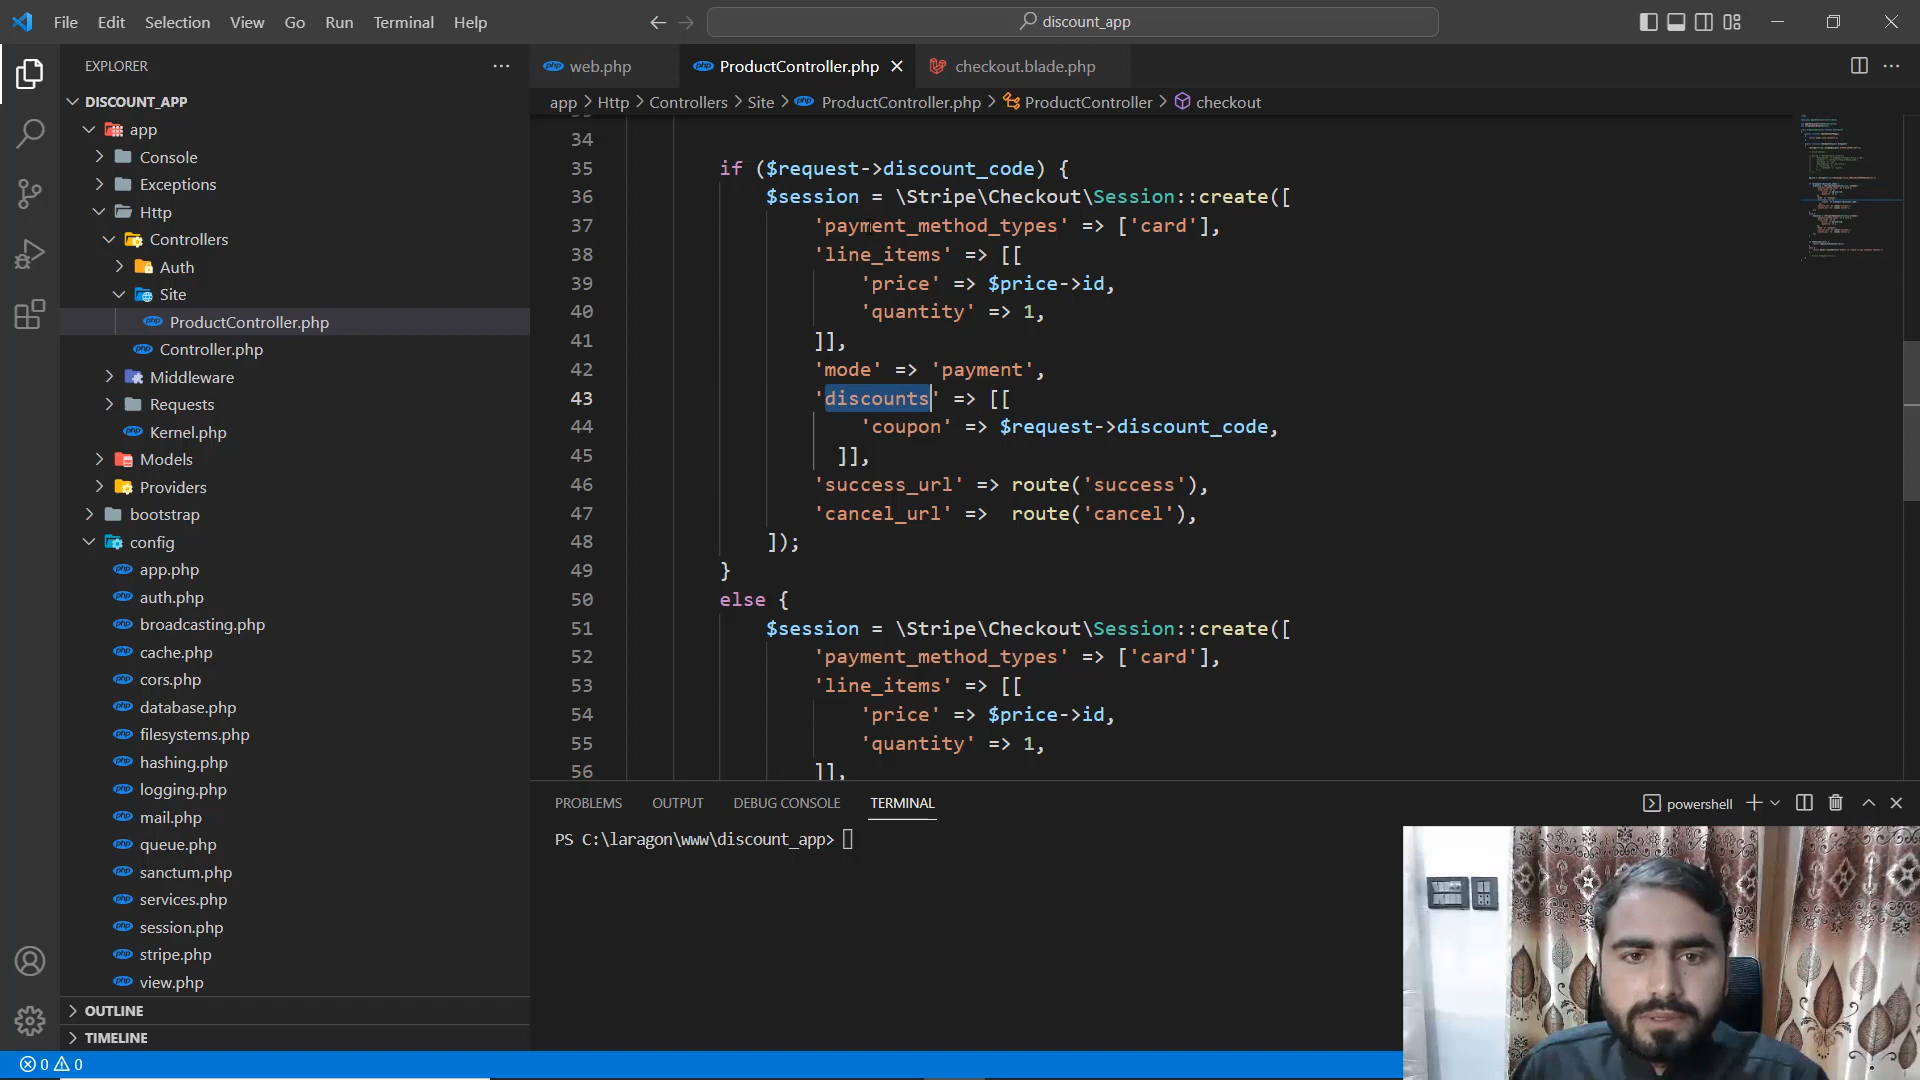 File Edit Selection View Go Run Terminal Help
discount_app
EXPLORER
DISCOUNT_APP
app
Console
Exceptions
Http
Controllers
Auth
Site
ProductController.php
Controller.php
Middleware
Requests
Kernel.php
Models
Providers
bootstrap
config
app.php
auth.php
broadcasting.php
cache.php
cors.php
database.php
filesystems.php
hashing.php
logging.php
mail.php
queue.php
sanctum.php
services.php
session.php
stripe.php
view.php
OUTLINE
TIMELINE
0 0
web.php ProductController.php checkout.blade.php
app > Http > Controllers > Site > ProductController.php > ProductController > checkout
34
35 if ($request->discount_code) {
36 $session = \Stripe\Checkout\Session::create([
37 'payment_method_types' => ['card'],
38 'line_items' => [[
39 'price' => $price->id,
40 'quantity' => 1,
41 ]],
42 'mode' => 'payment',
43 'discounts' => [[
44 'coupon' => $request->discount_code,
45 ]],
46 'success_url' => route('success'),
47 'cancel_url' =>  route('cancel'),
48 ]);
49 }
50 else {
51 $session = \Stripe\Checkout\Session::create([
52 'payment_method_types' => ['card'],
53 'line_items' => [[
54 'price' => $price->id,
55 'quantity' => 1,
56 ]],
PROBLEMS OUTPUT DEBUG CONSOLE TERMINAL
powershell
PS C:\laragon\www\discount_app>